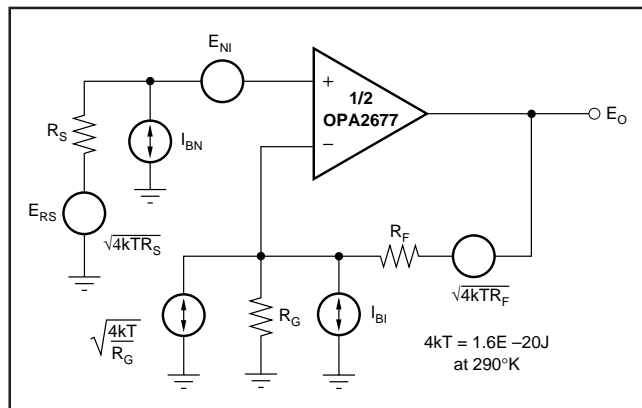 E_NI
+
1/2
OPA2677
−
E_O
R_S
I_BN
E_RS
√4kTR_S
R_F
√4kTR_F
√4kT/R_G
R_G
I_BI
4kT = 1.6E –20J
at 290°K